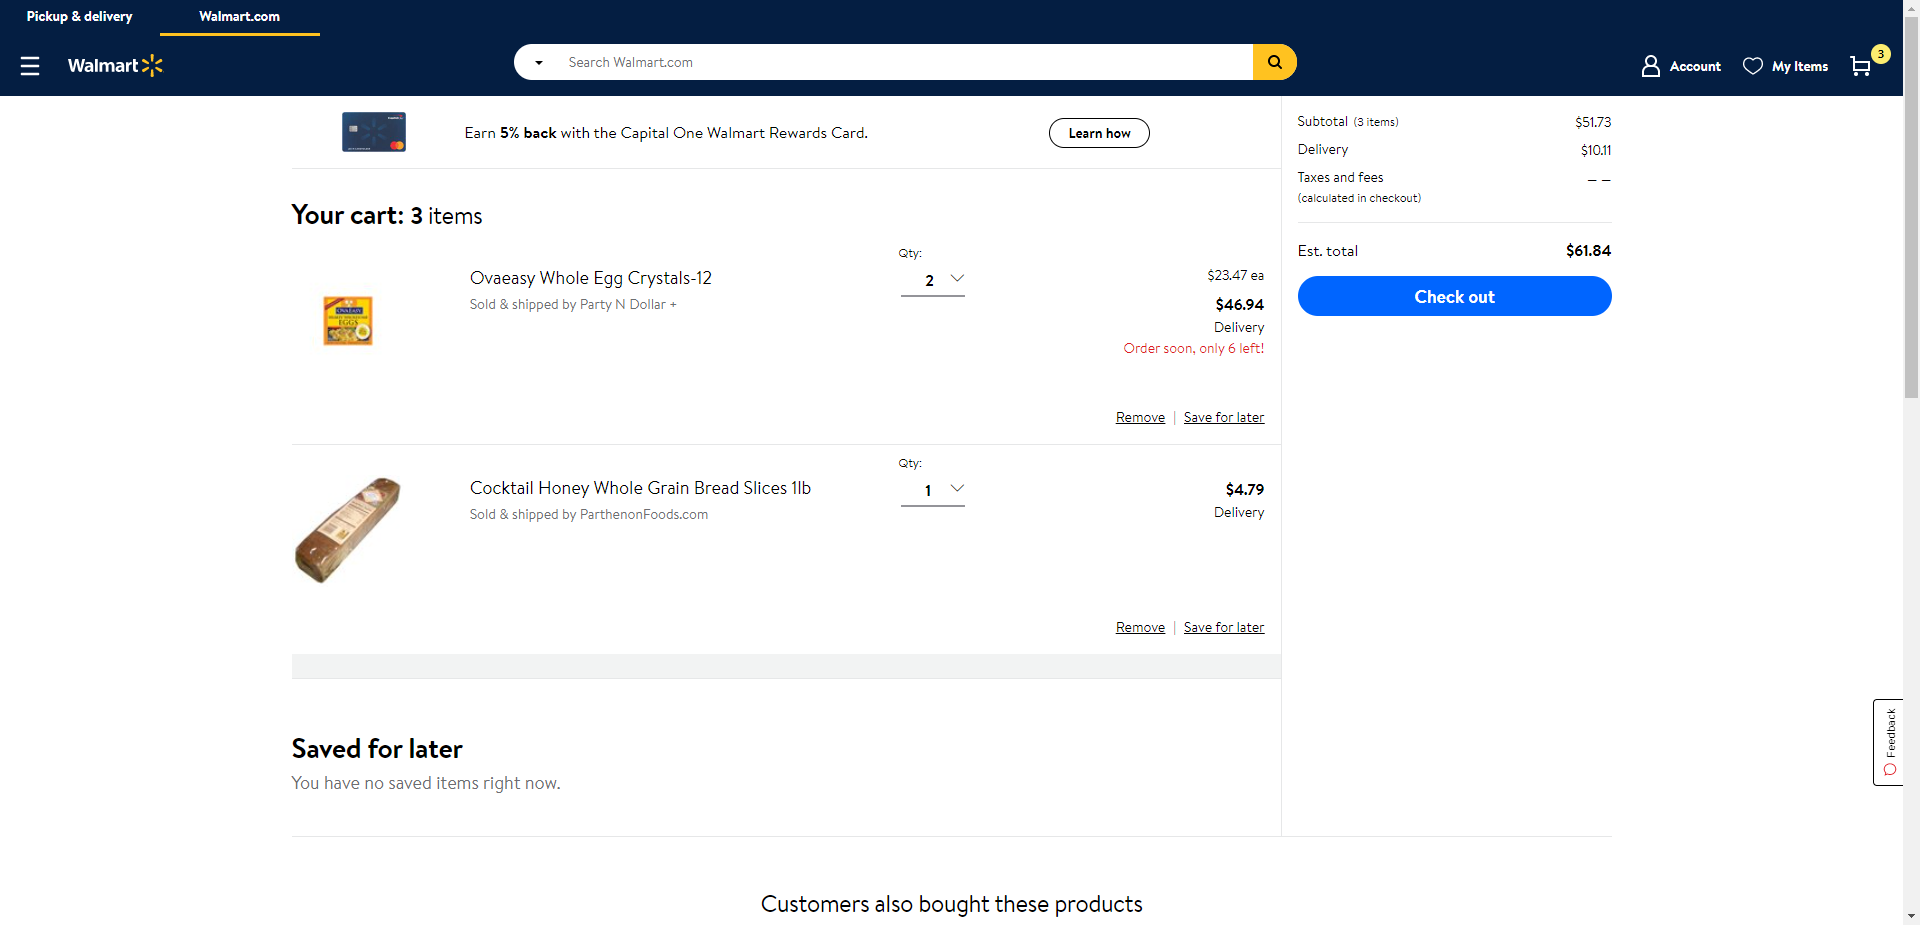 Pickup & delivery
Walmart.com
Walmart
Search Walmart.com
Account
My Items
3
Earn 5% back with the Capital One Walmart Rewards Card.
Learn how
Your cart: 3 items
Qty:
Ovaeasy Whole Egg Crystals-12
2
$23.47 ea
Sold & shipped by Party N Dollar +
$46.94
Delivery
Order soon, only 6 left!
OVAEASY
EGGS
Remove | Save for later
Qty:
Cocktail Honey Whole Grain Bread Slices 1lb
1
$4.79
Sold & shipped by ParthenonFoods.com
Delivery
Remove | Save for later
Saved for later
You have no saved items right now.
Subtotal (3 items)
$51.73
Delivery
$10.11
Taxes and fees
— —
(calculated in checkout)
Est. total
$61.84
Check out
Feedback
Customers also bought these products